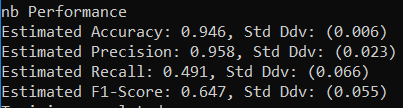 nb Performance
Estimated Accuracy: 0.946, Std Ddv: (0.006)
Estimated Precision: 0.958, Std Ddv: (0.023)
Estimated Recall: 0.491, Std Ddv: (0.066)
Estimated F1-Score: 0.647, Std Ddv: (0.055)